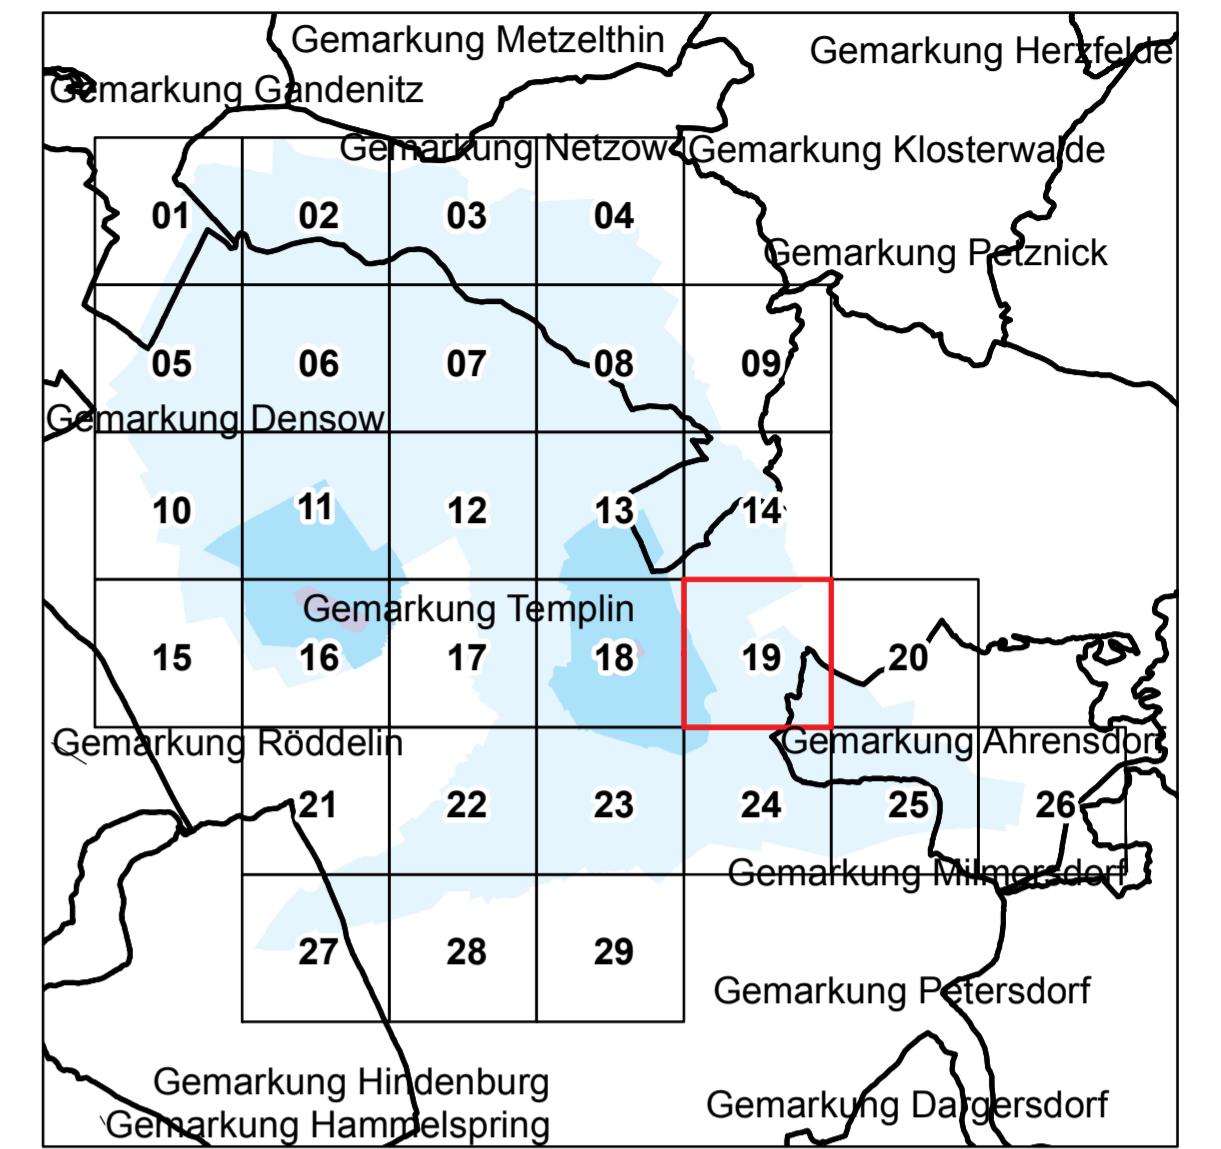 Gemarkung Metzelthin
Gemarkung Herzfelde
Gemarkung Gandenitz
Gemarkung Netzow
Gemarkung Klosterwalde
01 02 03 04
Gemarkung Petznick
05 06 07 08 09
Gemarkung Densow
10 11 12 13 14
Gemarkung Templin
15 16 17 18 19 20
Gemarkung Röddelin
Gemarkung Ahrensdorf
21 22 23 24 25 26
Gemarkung Milmersdorf
27 28 29
Gemarkung Petersdorf
Gemarkung Hindenburg
Gemarkung Dargersdorf
Gemarkung Hammelspring